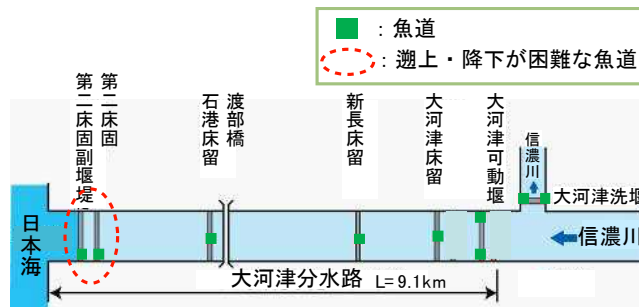 ：魚道
：遡上・降下が困難な魚道
第二床固副堰堤
第二床固
石港床留
渡部橋
新長床留
大河津床留
大河津可動堰
信濃川
大河津洗堰
日本海
信濃川
大河津分水路 L=9.1km